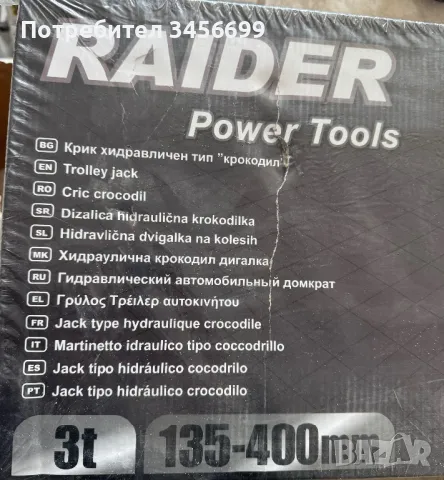 Потребител 3456699
RAIDER
Power Tools
BG Крик хидравличен тип "крокодил"
EN Trolley jack
RO Cric crocodil
SR Dizalica hidraulična krokodilka
SL Hidravlična dvigalka na kolesih
MK Хидраулична крокодил дигалка
RU Гидравлический автомобильный домкрат
EL Γρύλος Τρέιλερ αυτοκινήτου
FR Jack type hydraulique crocodile
IT Martinetto idraulico tipo coccodrillo
ES Jack tipo hidráulico cocodrilo
PT Jack tipo hidráulico crocodilo
3t 135-400mm
BAZAR